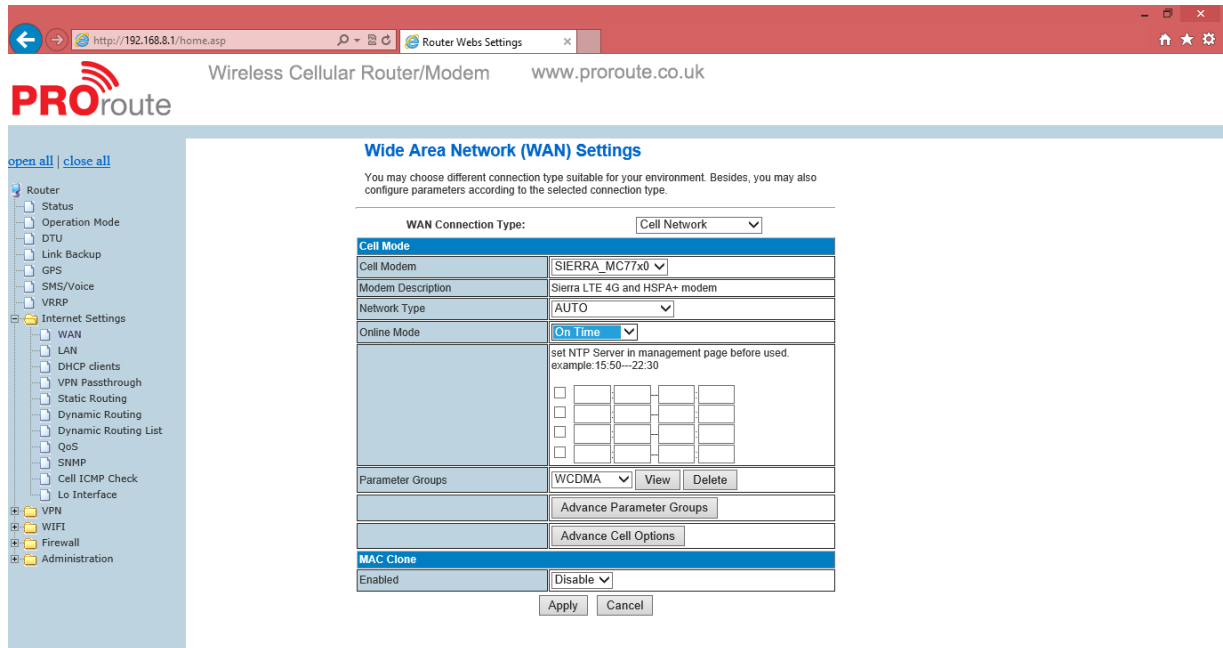 http://192.168.8.1/home.asp
Router Webs Settings
PROroute
Wireless Cellular Router/Modem www.proroute.co.uk
open all | close all
Router
Status
Operation Mode
DTU
Link Backup
GPS
SMS/Voice
VRRP
Internet Settings
WAN
LAN
DHCP clients
VPN Passthrough
Static Routing
Dynamic Routing
Dynamic Routing List
QoS
SNMP
Cell ICMP Check
Lo Interface
VPN
WIFI
Firewall
Administration
Wide Area Network (WAN) Settings
You may choose different connection type suitable for your environment. Besides, you may also
configure parameters according to the selected connection type.
WAN Connection Type: Cell Network
Cell Mode
Cell Modem SIERRA_MC77x0
Modem Description Sierra LTE 4G and HSPA+ modem
Network Type AUTO
Online Mode On Time
set NTP Server in management page before used.
example:15:50---22:30
: -- :
: -- :
: -- :
: -- :
Parameter Groups WCDMA View Delete
Advance Parameter Groups
Advance Cell Options
MAC Clone
Enabled Disable
Apply Cancel